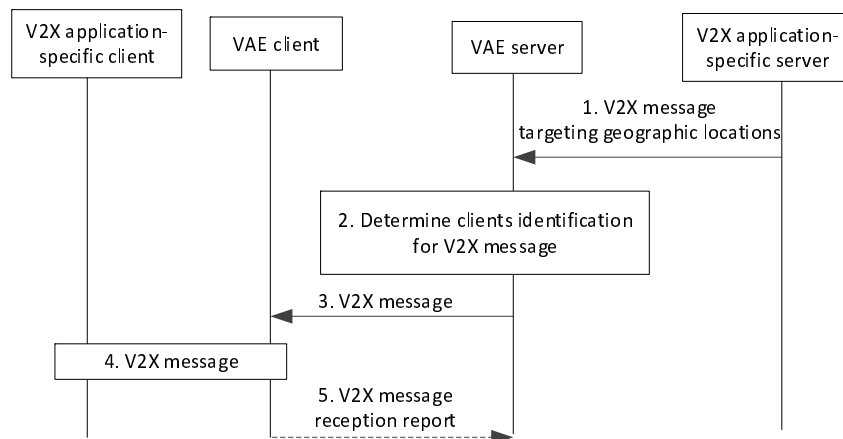 V2X application-
specific client
VAE client
VAE server
V2X application-
specific server
1. V2X message
targeting geographic locations
2. Determine clients identification
for V2X message
3. V2X message
4. V2X message
5. V2X message
reception report